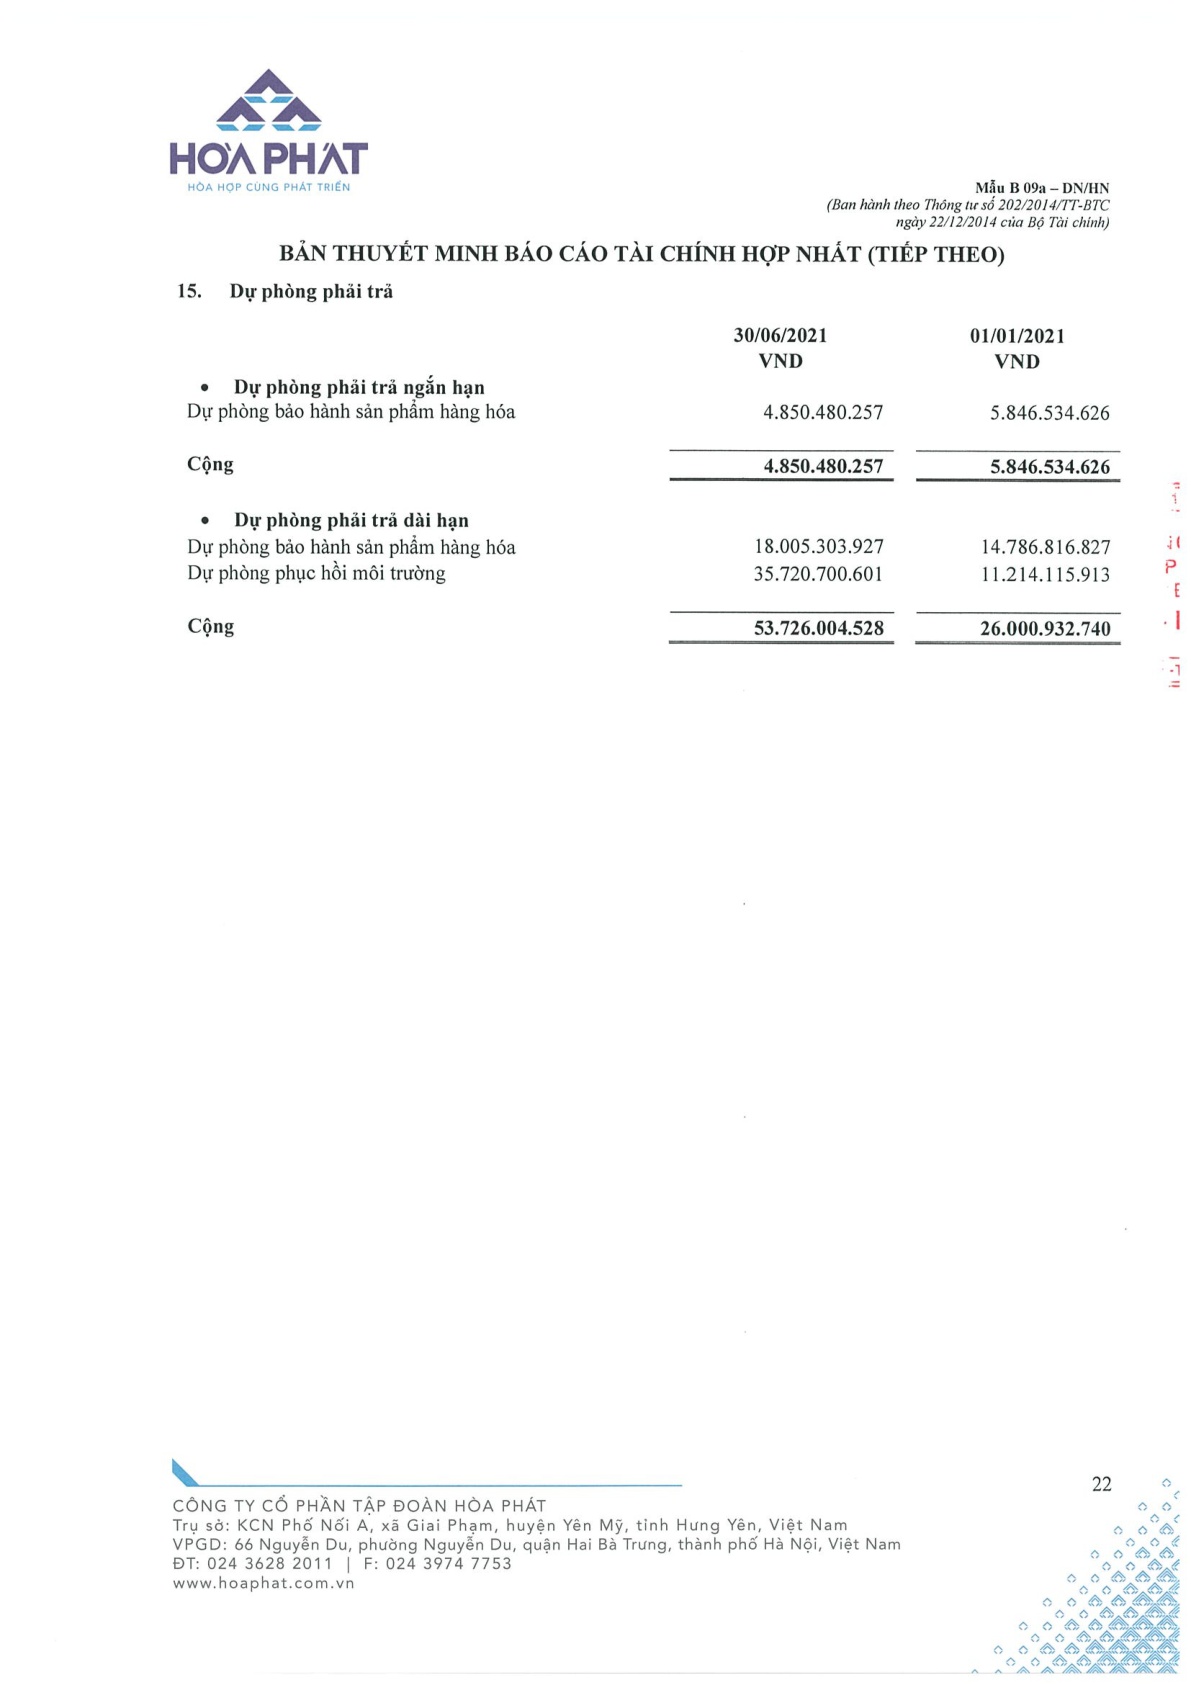 HÒA PHÁT
HÒA HỢP CÙNG PHÁT TRIỂN
Mẫu B 09a – DN/HN
(Ban hành theo Thông tư số 202/2014/TT-BTC
ngày 22/12/2014 của Bộ Tài chính)
BẢN THUYẾT MINH BÁO CÁO TÀI CHÍNH HỢP NHẤT (TIẾP THEO)
15. Dự phòng phải trả
30/06/2021 01/01/2021
VND VND
• Dự phòng phải trả ngắn hạn
Dự phòng bảo hành sản phẩm hàng hóa 4.850.480.257 5.846.534.626
Cộng 4.850.480.257 5.846.534.626
• Dự phòng phải trả dài hạn
Dự phòng bảo hành sản phẩm hàng hóa 18.005.303.927 14.786.816.827
Dự phòng phục hồi môi trường 35.720.700.601 11.214.115.913
Cộng 53.726.004.528 26.000.932.740
22
CÔNG TY CỔ PHẦN TẬP ĐOÀN HÒA PHÁT
Trụ sở: KCN Phố Nối A, xã Giai Phạm, huyện Yên Mỹ, tỉnh Hưng Yên, Việt Nam
VPGD: 66 Nguyễn Du, phường Nguyễn Du, quận Hai Bà Trưng, thành phố Hà Nội, Việt Nam
ĐT: 024 3628 2011 | F: 024 3974 7753
www.hoaphat.com.vn